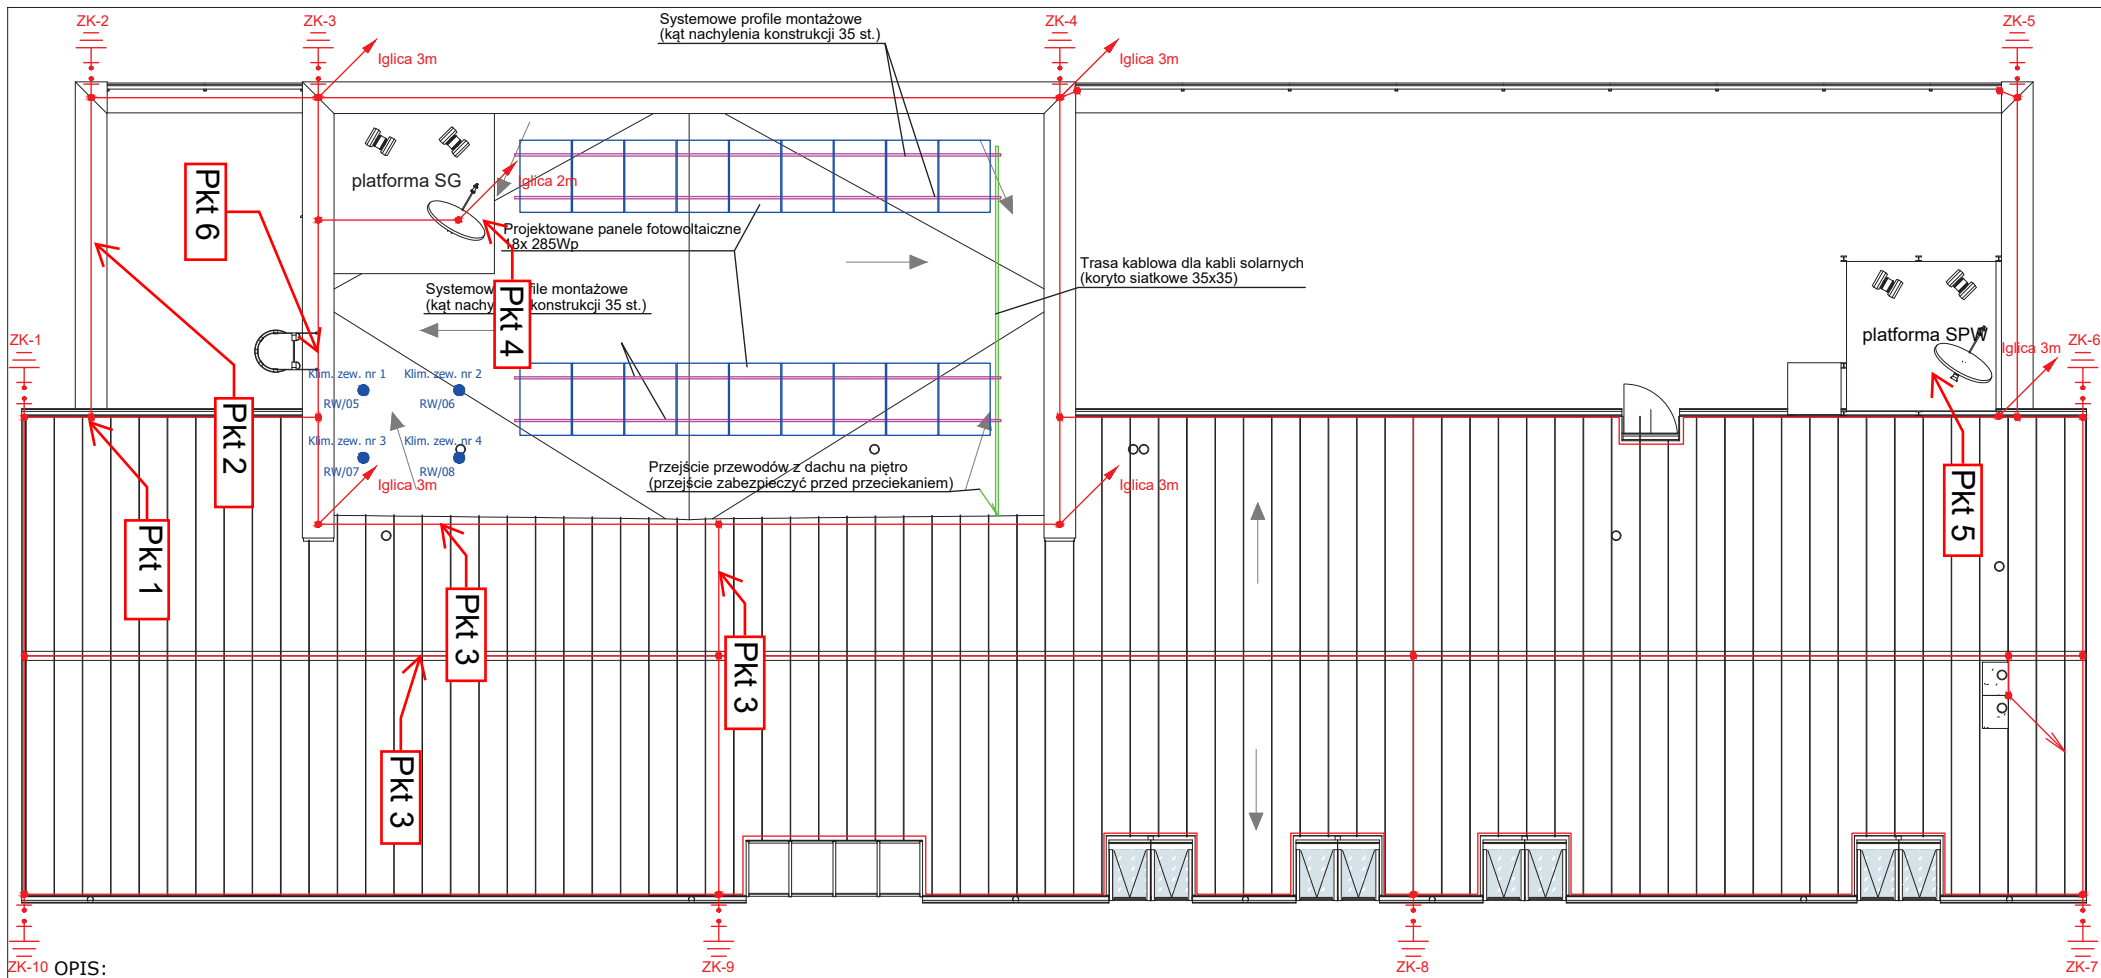 ZK-2
ZK-3
ZK-4
ZK-5
Systemowe profile montażowe
(kąt nachylenia konstrukcji 35 st.)
Iglica 3m
Iglica 3m
platforma SG
Iglica 2m
Pkt 6
Projektowane panele fotowoltaiczne
18x 285Wp
Trasa kablowa dla kabli solarnych
(koryto siatkowe 35x35)
Systemowe profile montażowe
(kąt nachylenia konstrukcji 35 st.)
Pkt 4
platforma SPW
Iglica 3m
ZK-1
ZK-6
Klim. zew. nr 1
Klim. zew. nr 2
RW/05
RW/06
Klim. zew. nr 3
Klim. zew. nr 4
RW/07
RW/08
Pkt 2
Iglica 3m
Przejście przewodów z dachu na piętro
(przejście zabezpieczyć przed przeciekaniem)
Iglica 3m
Pkt 5
Pkt 1
Pkt 3
Pkt 3
Pkt 3
ZK-10
OPIS:
ZK-9
ZK-8
ZK-7